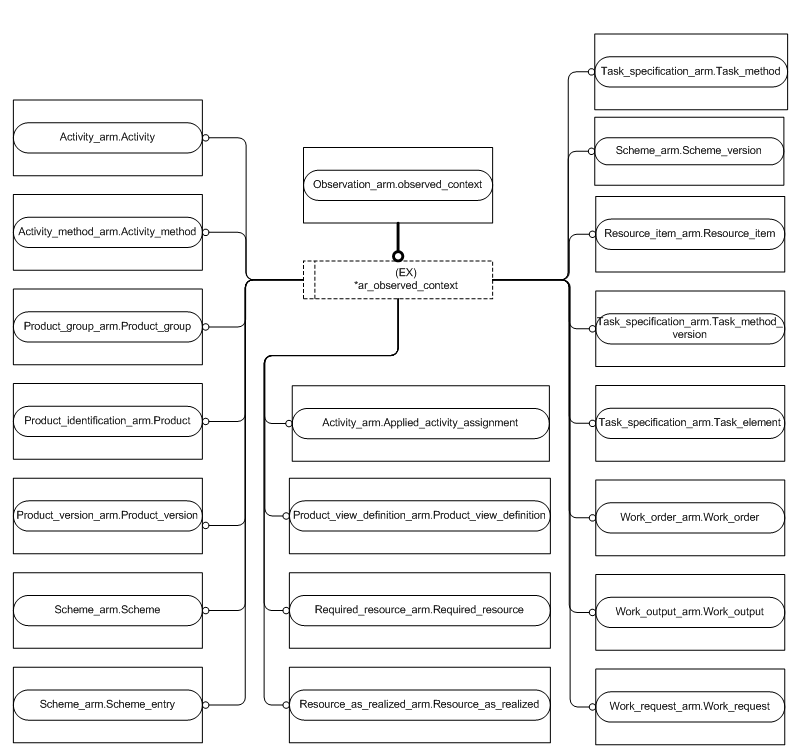 Task_specification_arm.Task_method
Activity_arm.Activity
Scheme_arm.Scheme_version
Observation_arm.observed_context
Activity_method_arm.Activity_method
Resource_item_arm.Resource_item
(EX)
*ar_observed_context
Product_group_arm.Product_group
Task_specification_arm.Task_method_
version
Product_identification_arm.Product
Activity_arm.Applied_activity_assignment
Task_specification_arm.Task_element
Product_version_arm.Product_version
Product_view_definition_arm.Product_view_definition
Work_order_arm.Work_order
Scheme_arm.Scheme
Required_resource_arm.Required_resource
Work_output_arm.Work_output
Scheme_arm.Scheme_entry
Resource_as_realized_arm.Resource_as_realized
Work_request_arm.Work_request